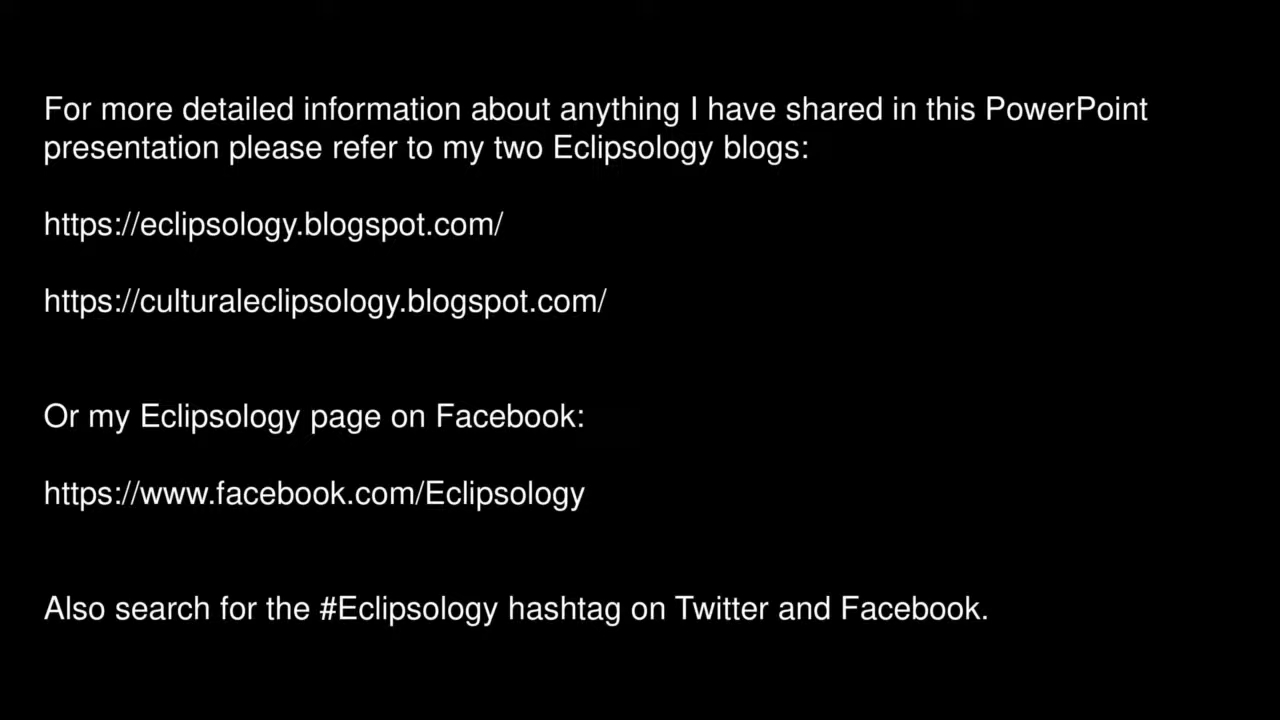 For more detailed information about anything I have shared in this PowerPoint
presentation please refer to my two Eclipsology blogs:
https://eclipsology.blogspot.com/
https://culturaleclipsology.blogspot.com/
Or my Eclipsology page on Facebook:
https://www.facebook.com/Eclipsology
Also search for the #Eclipsology hashtag on Twitter and Facebook.